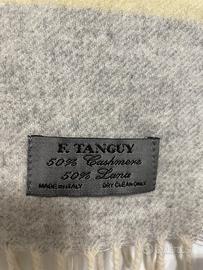 F. TANGUY
50% Cashmere
50% Lana
MADE IN ITALY DRY CLEAN ONLY